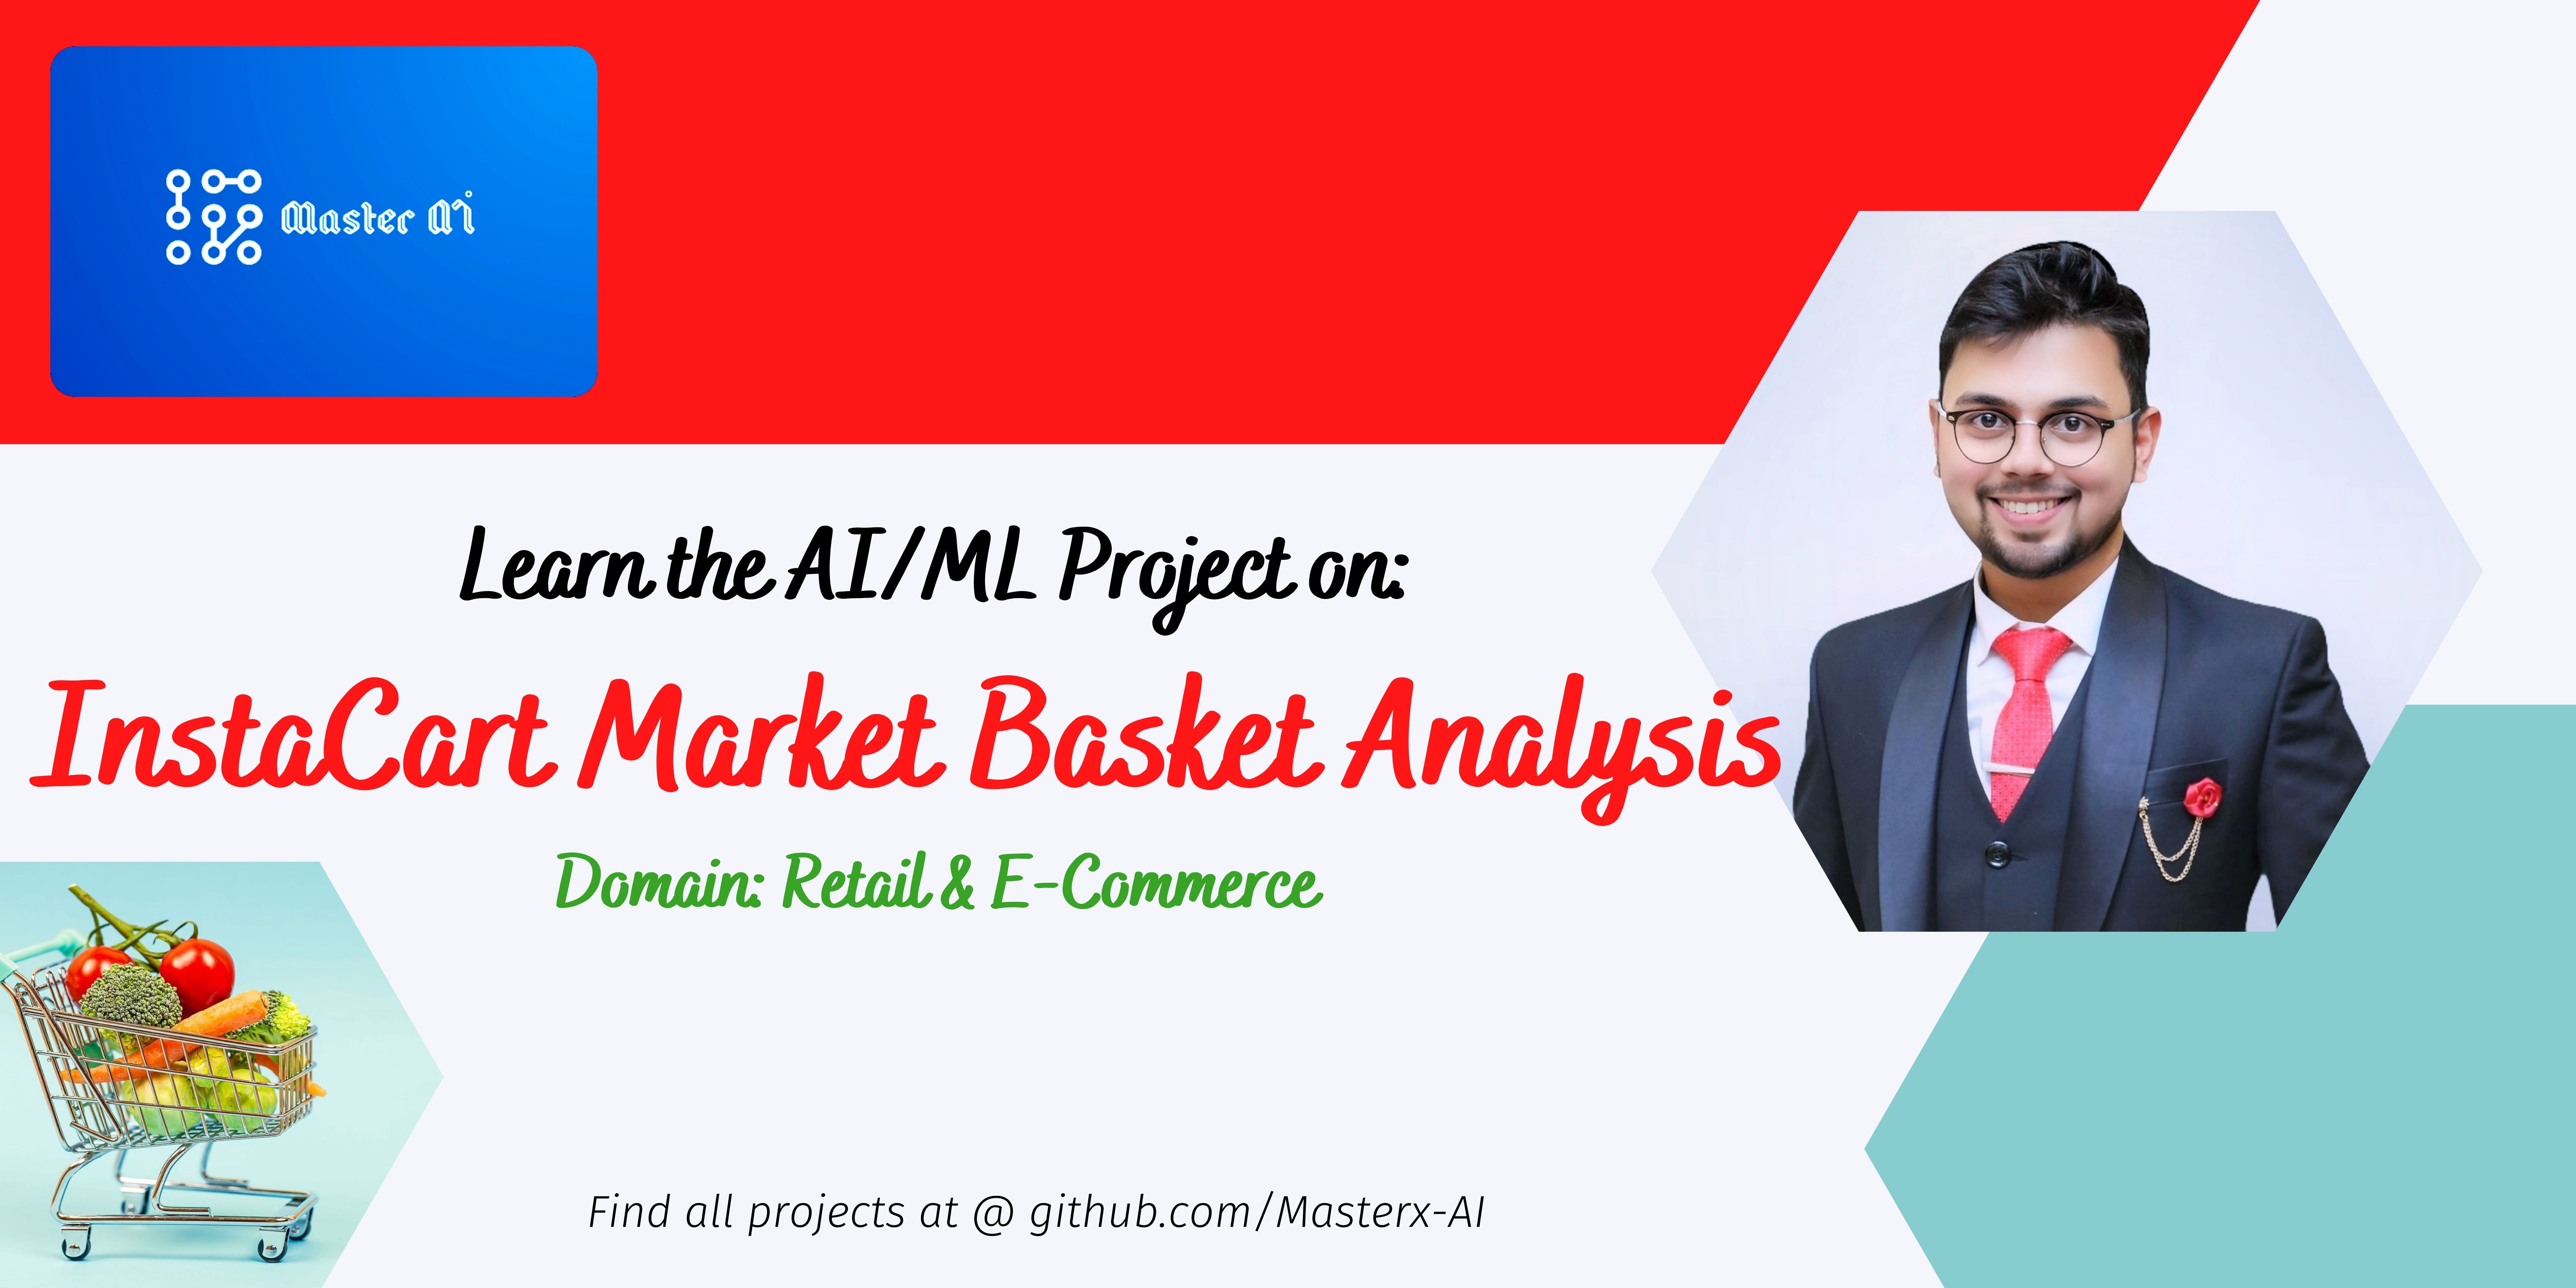 Master Ai
Learn the AI/ML Project on:
InstaCart Market Basket Analysis
Domain: Retail & E-Commerce
Find all projects at @ github.com/Masterx-AI